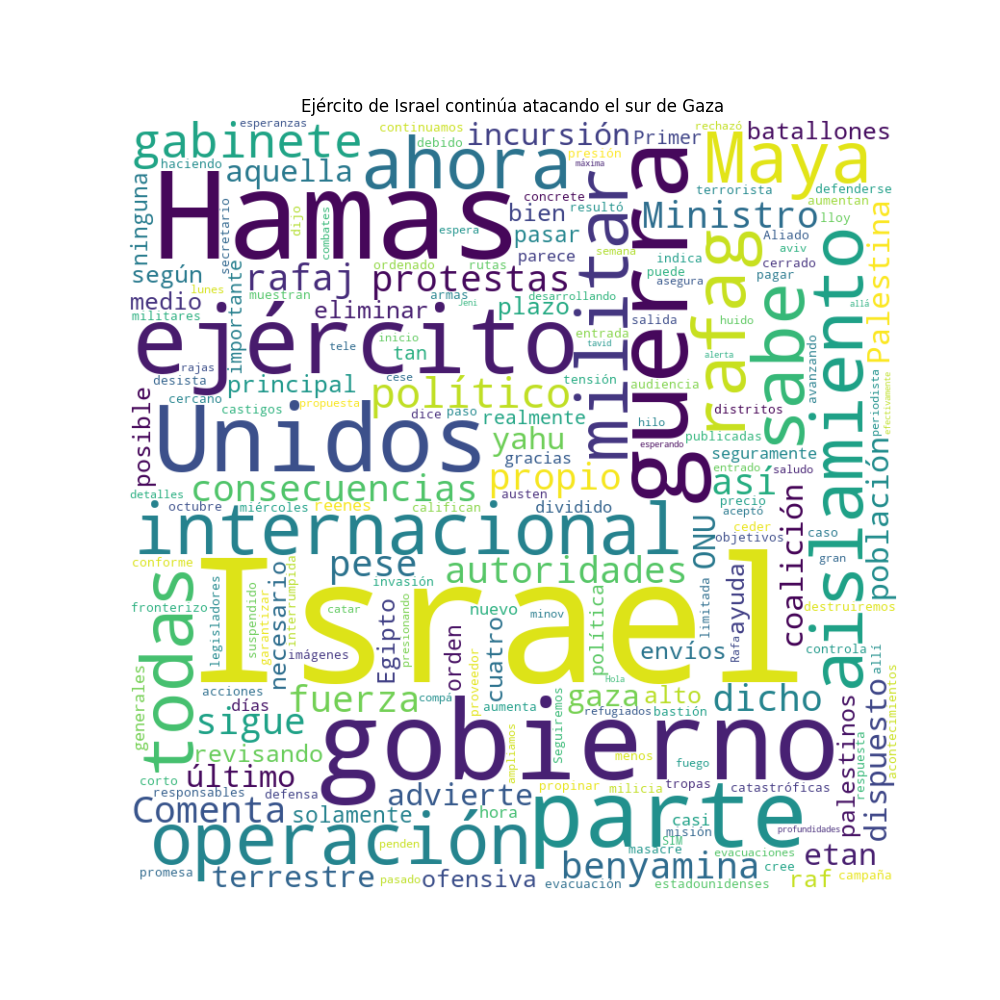 Ejército de Israel continúa atacando el sur de Gaza
esperanzas
gabinete
continuamos
debido
incursión
Primer
rechazó
batallones
haciendo
aquella
ahora
presión
máxima
Maya
ninguna
secretario
Hamas
dijo
combates
concrete
bien
resultó
militar
guerra
terrorista
defenderse
aumentan
Ministro
lloy
espera
pasar
Aliado
aviv
según
rafaj
ordenado
protestas
rutas
parece
semana
indica
puede
asegura
rafag
cerrado
pagar
sabe
aislamiento
Palestina
medio
lunes
importante
muestran
eliminar
armas
Jeni
desarrollando
plazo
entrada
salida
huido
allá
militares
ejército
inicio
tele
tan
tavid
alerta
rajas
desista
cercano
principal
cese
político
tensión
audiencia
avanzando
periodista
efectivamente
posible
castigos
propuesta
dice
paso
realmente
hilo
distritos
Unidos
yahu
gracias
publicadas
esperando
seguramente
población
consecuencias
propio
entrado
así
saludo
detalles
octubre
miércoles
reenes
califican
austen
dividido
precio
aceptó
coalición
internacional
ONU
ceder
objetivos
caso
gran
conforme
pese
autoridades
todas
Israel
legisladores
suspendido
garantizar
necesario
interrumpida
invasión
catar
nuevo
minov
política
limitada
Rafa
ayuda
destruiremos
fronterizo
imágenes
Egipto
presionando
orden
cuatro
envíos
controla
allí
generales
acciones
días
fuerza
compá
aumenta
proveedor
Hola
gaza
alto
dicho
refugiados
bastión
palestinos
dispuesto
acontecimientos
sigue
revisando
gobierno
ampliamos
seguiremos
menos
fuego
respuesta
corto
último
responsables
defensa
advierte
propinar
milicia
tropas
catastróficas
Comenta
solamente
hora
parte
casi
misión
SIM
profundidades
operación
penden
masacre
evacuaciones
etan
promesa
terrestre
pasado
ofensiva
benyamina
evacuacion
estadounidenses
cree
raf
campaña